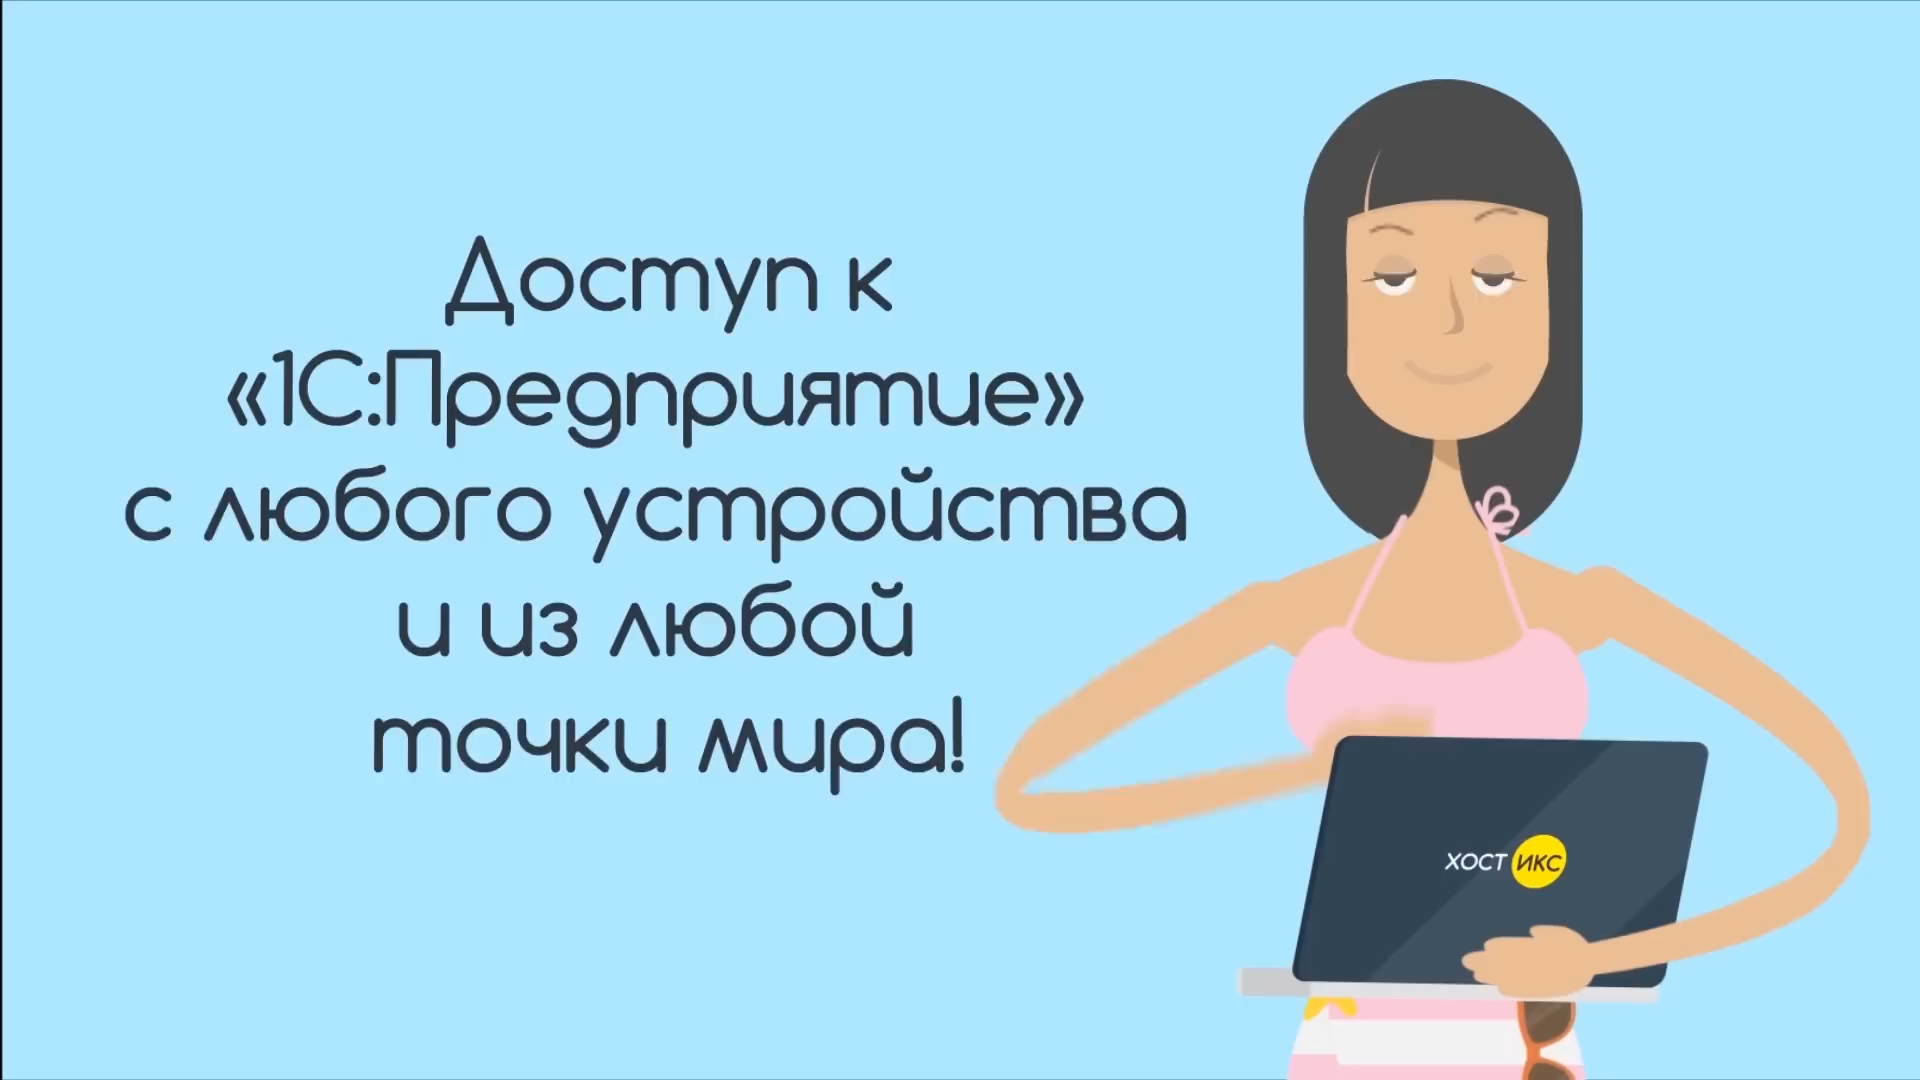 Доступ к
«1С:Предприятие»
с любого устройства
и из любой
точки мира!
ХОСТ ИКС